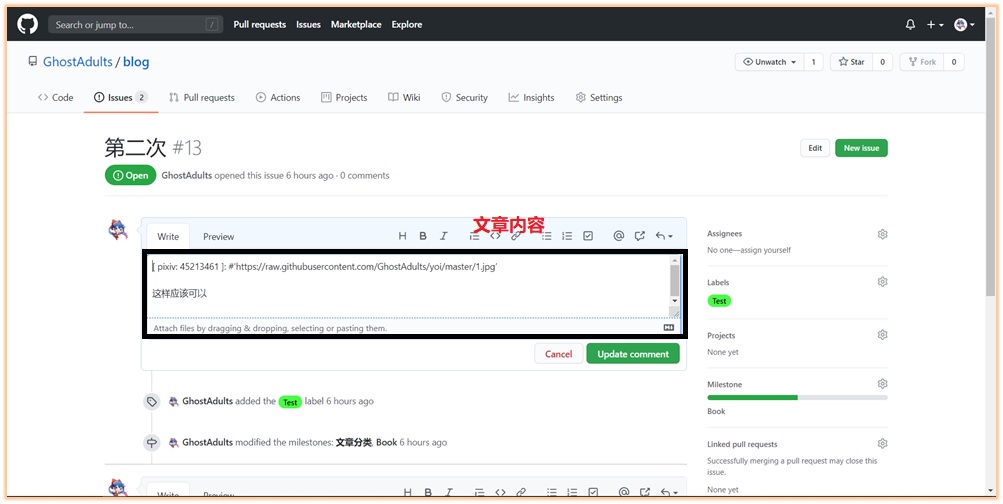 Search or jump to... /
Pull requests Issues Marketplace Explore
GhostAdults / blog
Unwatch 1 Star 0 Fork 0
Code Issues 2 Pull requests Actions Projects Wiki Security Insights Settings
第二次 #13
Edit New issue
Open GhostAdults opened this issue 6 hours ago · 0 comments
文章内容
Write Preview
H B I
[ pixiv: 45213461 ]: #'https://raw.githubusercontent.com/GhostAdults/yoi/master/1.jpg'
这样应该可以
Attach files by dragging & dropping, selecting or pasting them.
Cancel Update comment
GhostAdults added the Test label 6 hours ago
GhostAdults modified the milestones: 文章分类, Book 6 hours ago
Write Preview
H B I
Assignees
No one—assign yourself
Labels
Test
Projects
None yet
Milestone
Book
Linked pull requests
Successfully merging a pull request may close this
issue.
None yet